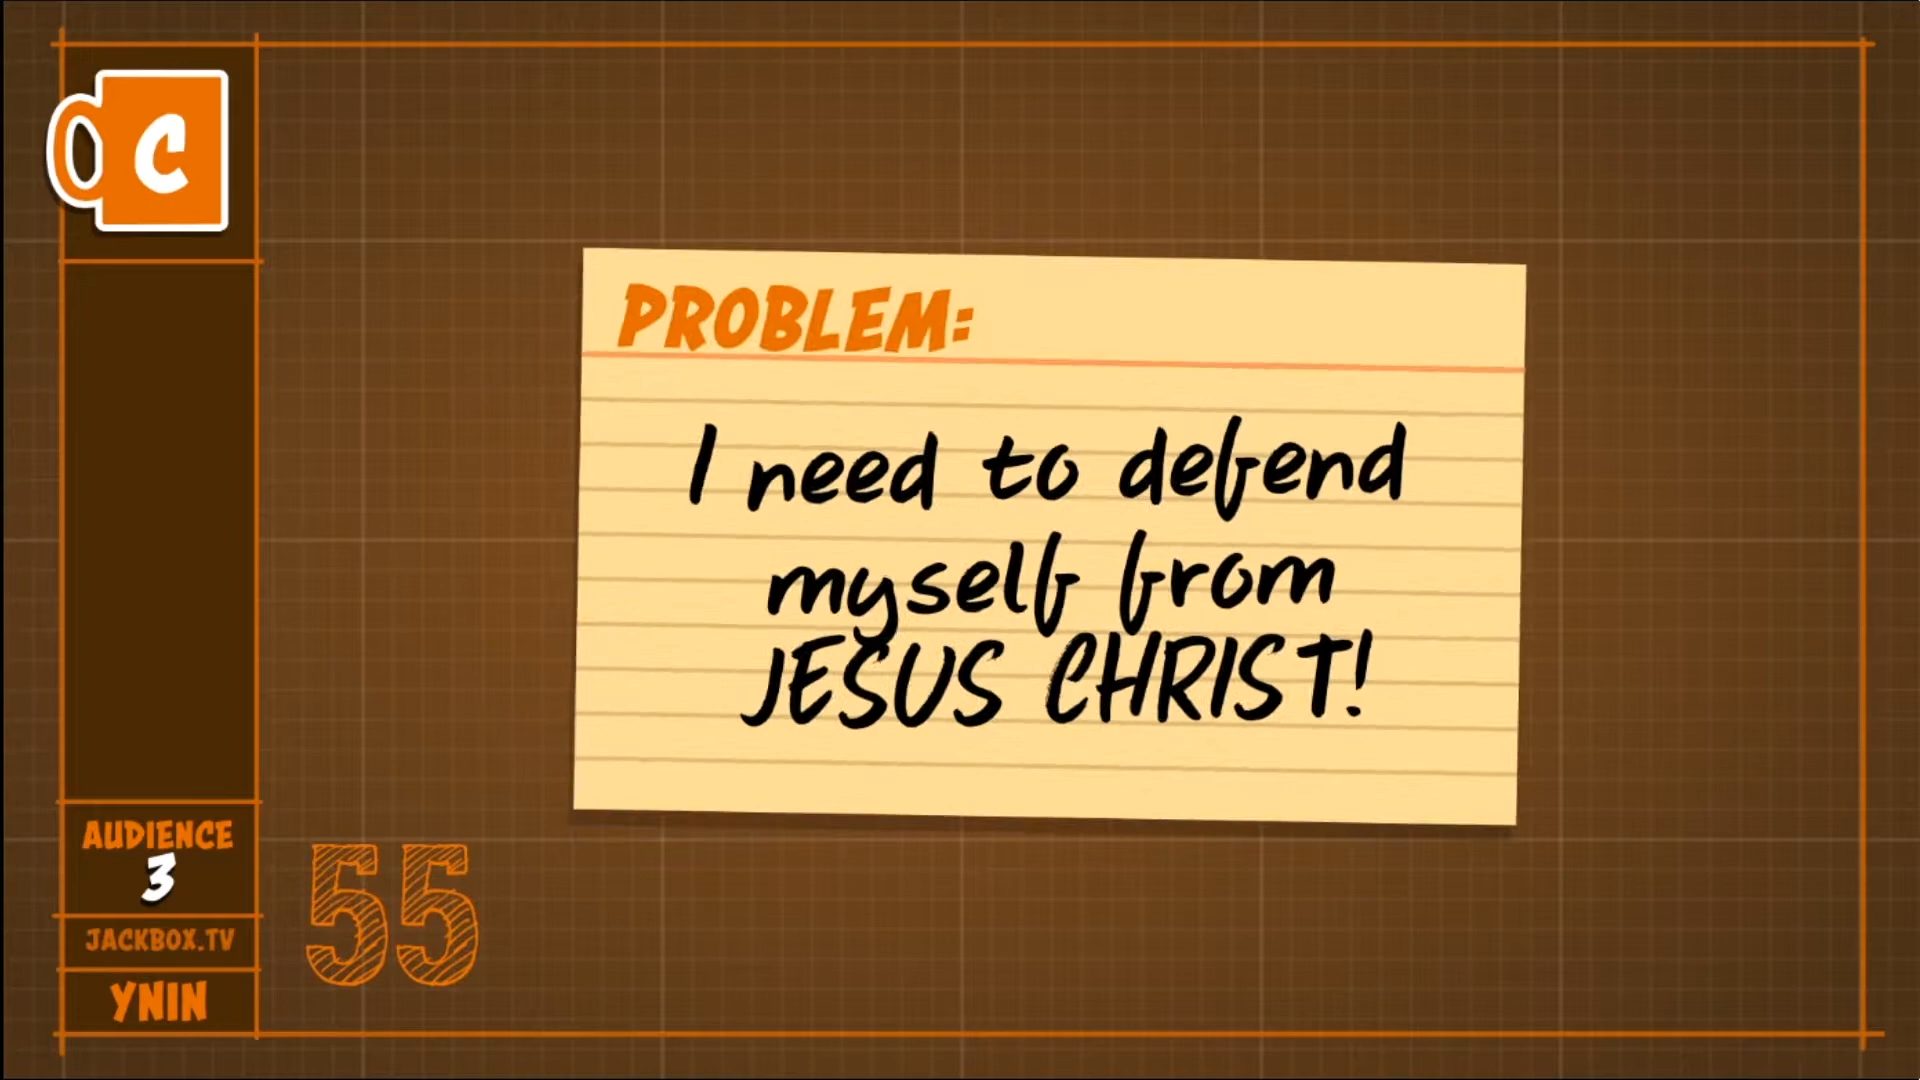 C
PROBLEM:
I need to defend
myself from
JESUS CHRIST!
AUDIENCE
3
JACKBOX.TV
YNIN
55